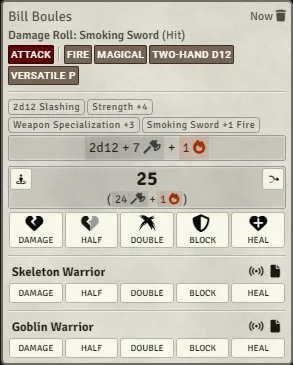 Bill Boules Now
Damage Roll: Smoking Sword (Hit)
ATTACK FIRE MAGICAL TWO-HAND D12
VERSATILE P
2d12 Slashing Strength +4
Weapon Specialization +3 Smoking Sword +1 Fire
2d12 + 7 + 1
25
( 24 + 1 )
DAMAGE HALF DOUBLE BLOCK HEAL
Skeleton Warrior
DAMAGE HALF DOUBLE BLOCK HEAL
Goblin Warrior
DAMAGE HALF DOUBLE BLOCK HEAL